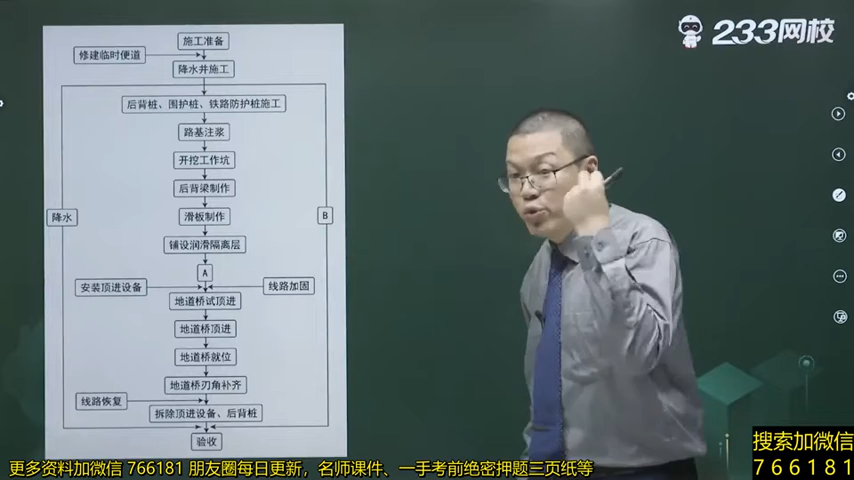 施工准备
修建临时便道
降水井施工
后背桩、围护桩、铁路防护桩施工
路基注浆
开挖工作坑
后背梁制作
滑板制作
降水
B
铺设润滑隔离层
A
安装顶进设备
线路加固
地道桥试顶进
地道桥顶进
地道桥就位
地道桥刃角补齐
线路恢复
拆除顶进设备、后背桩
验收
233网校
搜索加微信
766181
更多资料加微信 766181 朋友圈每日更新，名师课件、一手考前绝密押题三页纸等